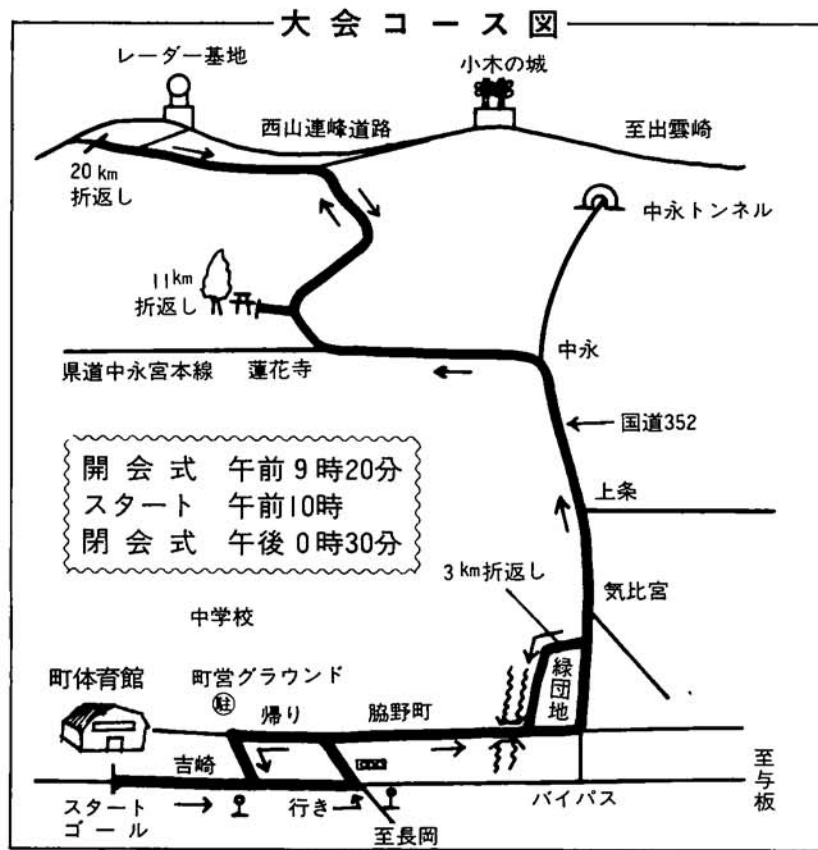 大会コース図
レーダー基地
小木の城
西山連峰道路
至出雲崎
20km
折返し
中永トンネル
11km
折返し
県道中永宮本線
蓮花寺
中永
国道352
開会式 午前9時20分
スタート 午前10時
閉会式 午後0時30分
上条
3km折返し
気比宮
中学校
緑団地
町体育館
町営グラウンド
駐
帰り
脇野町
吉崎
至与板
スタート
ゴール
行き
至長岡
バイパス